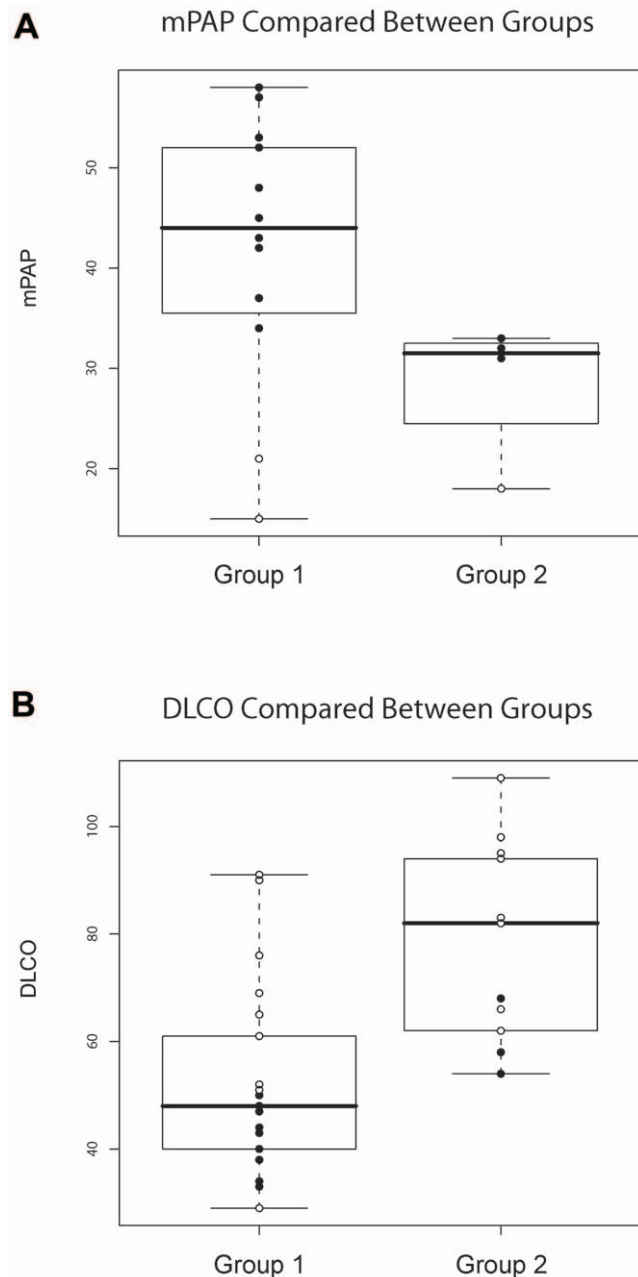 A
mPAP Compared Between Groups
mPAP
50
40
30
20
Group 1
Group 2
B
DLCO Compared Between Groups
DLCO
100
80
60
40
Group 1
Group 2